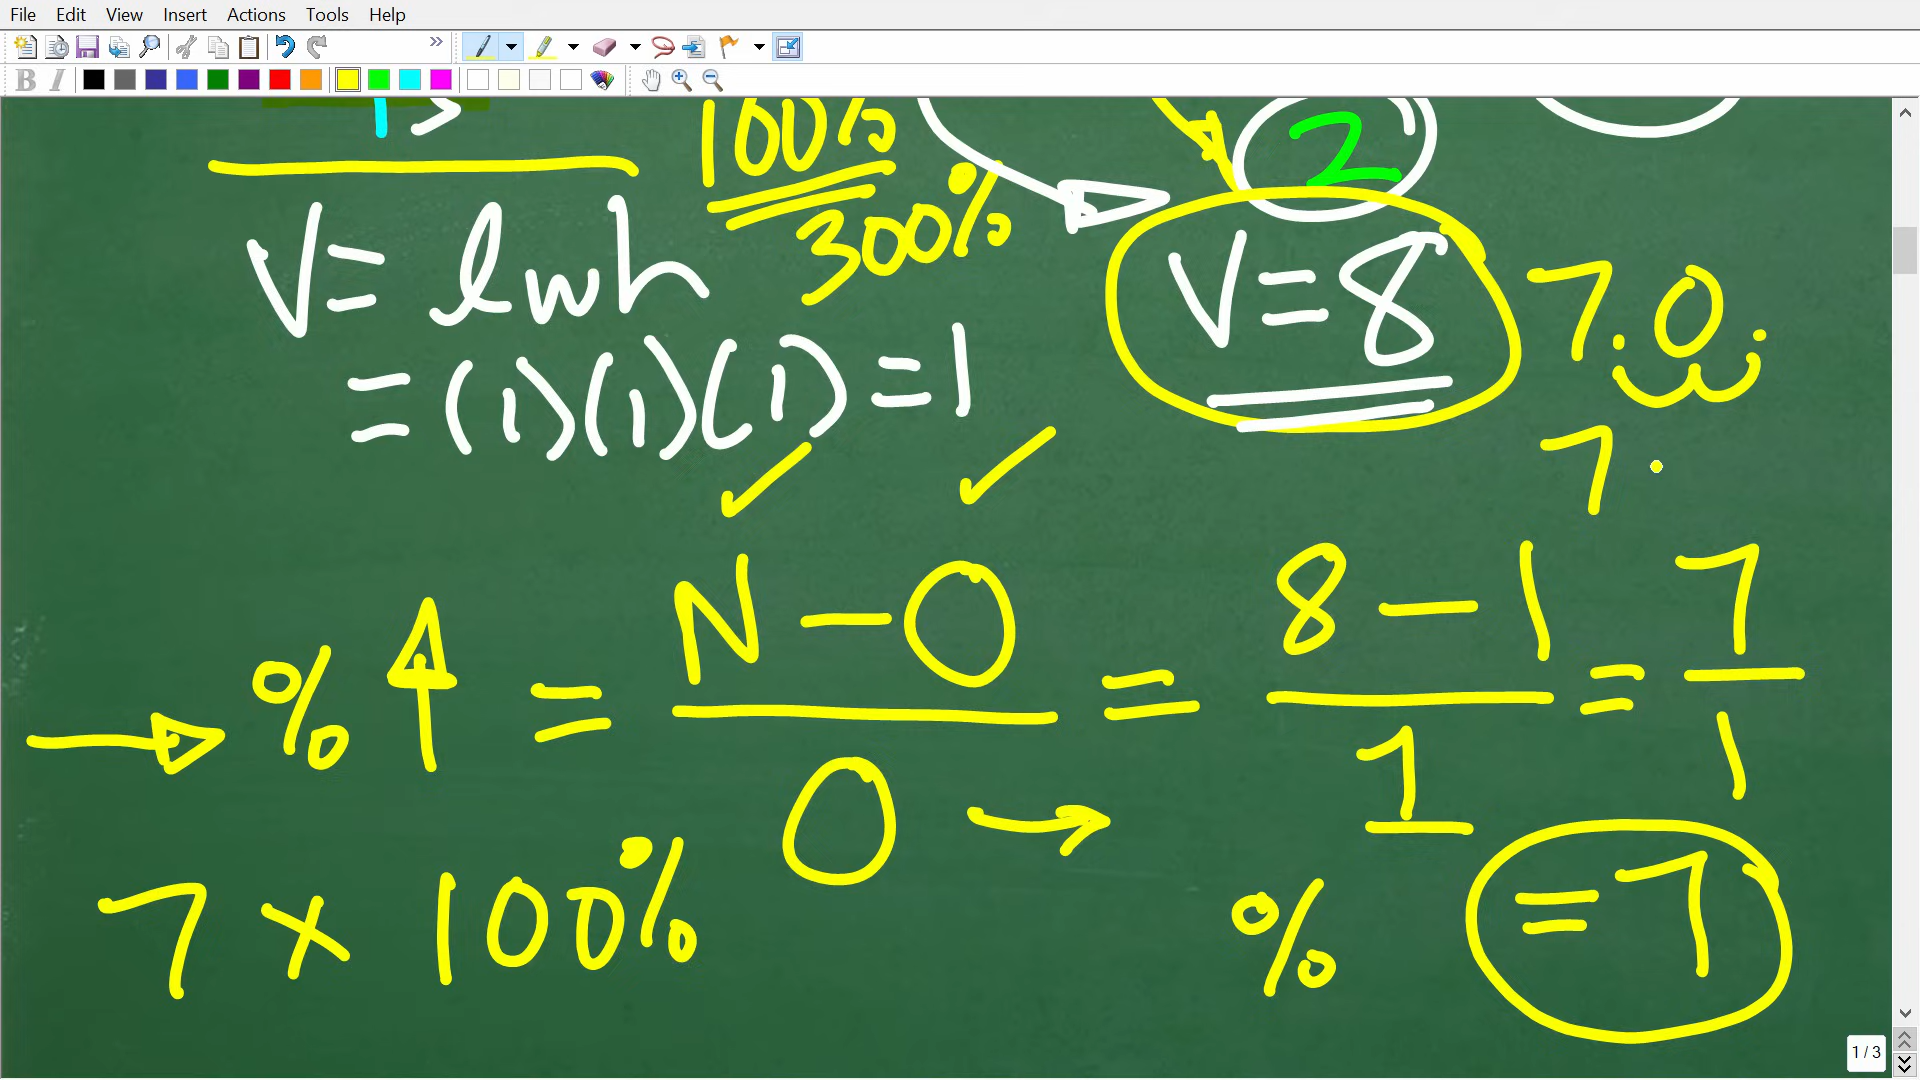 File Edit View Insert Actions Tools Help
B I
100%
2
300%
V = lwh
V = 8
7.0.
= (1)(1)(1) = 1
7
% ↑ = N - O / O = 8 - 1 / 1 = 7 / 1
7 × 100%
%
= 7
1 / 3